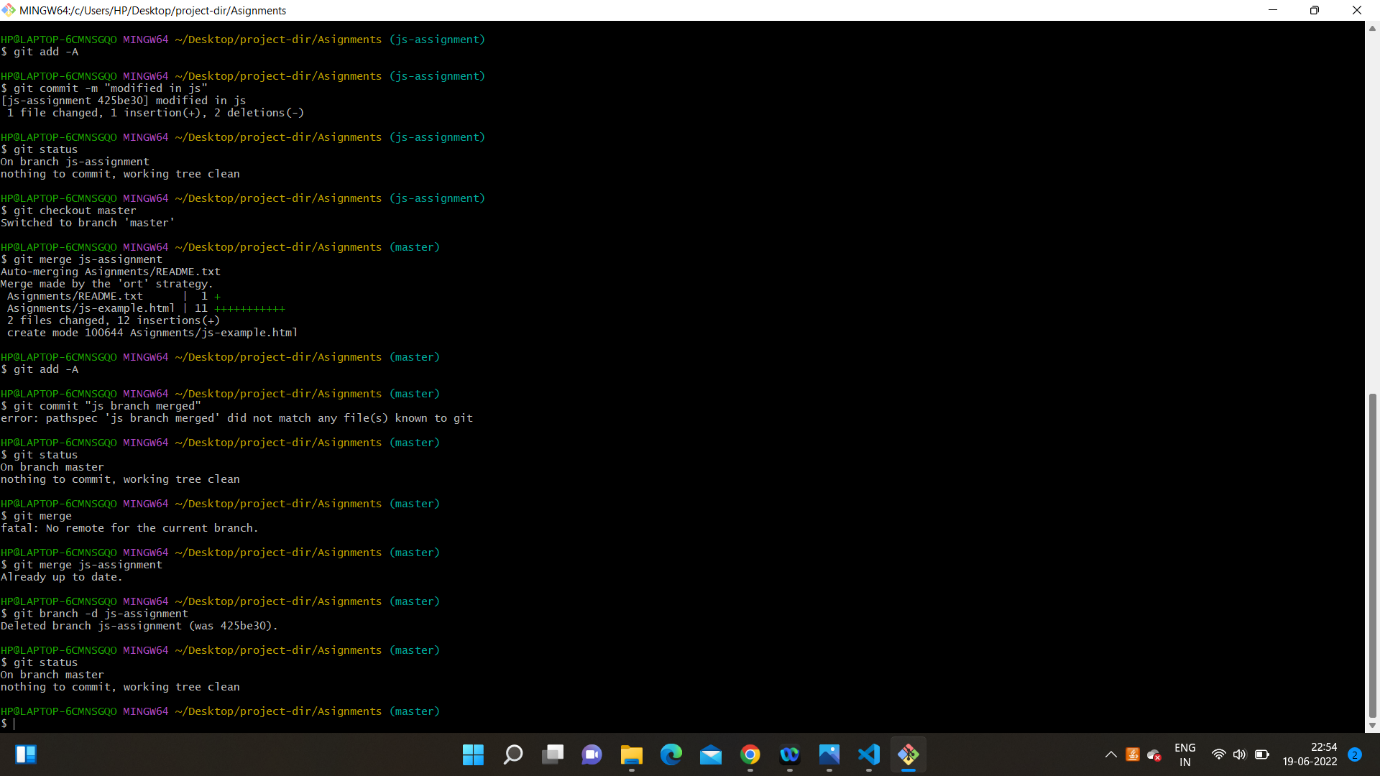 MINGW64:/c/Users/HP/Desktop/project-dir/Asignments
HP@LAPTOP-6CMNSGQO MINGW64 ~/Desktop/project-dir/Asignments (js-assignment)
$ git add -A
HP@LAPTOP-6CMNSGQO MINGW64 ~/Desktop/project-dir/Asignments (js-assignment)
$ git commit -m "modified in js"
[js-assignment 425be30] modified in js
1 file changed, 1 insertion(+), 2 deletions(-)
HP@LAPTOP-6CMNSGQO MINGW64 ~/Desktop/project-dir/Asignments (js-assignment)
$ git status
On branch js-assignment
nothing to commit, working tree clean
HP@LAPTOP-6CMNSGQO MINGW64 ~/Desktop/project-dir/Asignments (js-assignment)
$ git checkout master
Switched to branch 'master'
HP@LAPTOP-6CMNSGQO MINGW64 ~/Desktop/project-dir/Asignments (master)
$ git merge js-assignment
Auto-merging Asignments/README.txt
Merge made by the 'ort' strategy.
Asignments/README.txt      |  1 +
Asignments/js-example.html | 11 +++++++++++
2 files changed, 12 insertions(+)
create mode 100644 Asignments/js-example.html
HP@LAPTOP-6CMNSGQO MINGW64 ~/Desktop/project-dir/Asignments (master)
$ git add -A
HP@LAPTOP-6CMNSGQO MINGW64 ~/Desktop/project-dir/Asignments (master)
$ git commit "js branch merged"
error: pathspec 'js branch merged' did not match any file(s) known to git
HP@LAPTOP-6CMNSGQO MINGW64 ~/Desktop/project-dir/Asignments (master)
$ git status
On branch master
nothing to commit, working tree clean
HP@LAPTOP-6CMNSGQO MINGW64 ~/Desktop/project-dir/Asignments (master)
$ git merge
fatal: No remote for the current branch.
HP@LAPTOP-6CMNSGQO MINGW64 ~/Desktop/project-dir/Asignments (master)
$ git merge js-assignment
Already up to date.
HP@LAPTOP-6CMNSGQO MINGW64 ~/Desktop/project-dir/Asignments (master)
$ git branch -d js-assignment
Deleted branch js-assignment (was 425be30).
HP@LAPTOP-6CMNSGQO MINGW64 ~/Desktop/project-dir/Asignments (master)
$ git status
On branch master
nothing to commit, working tree clean
HP@LAPTOP-6CMNSGQO MINGW64 ~/Desktop/project-dir/Asignments (master)
$
ENG
IN
22:54
19-06-2022
2